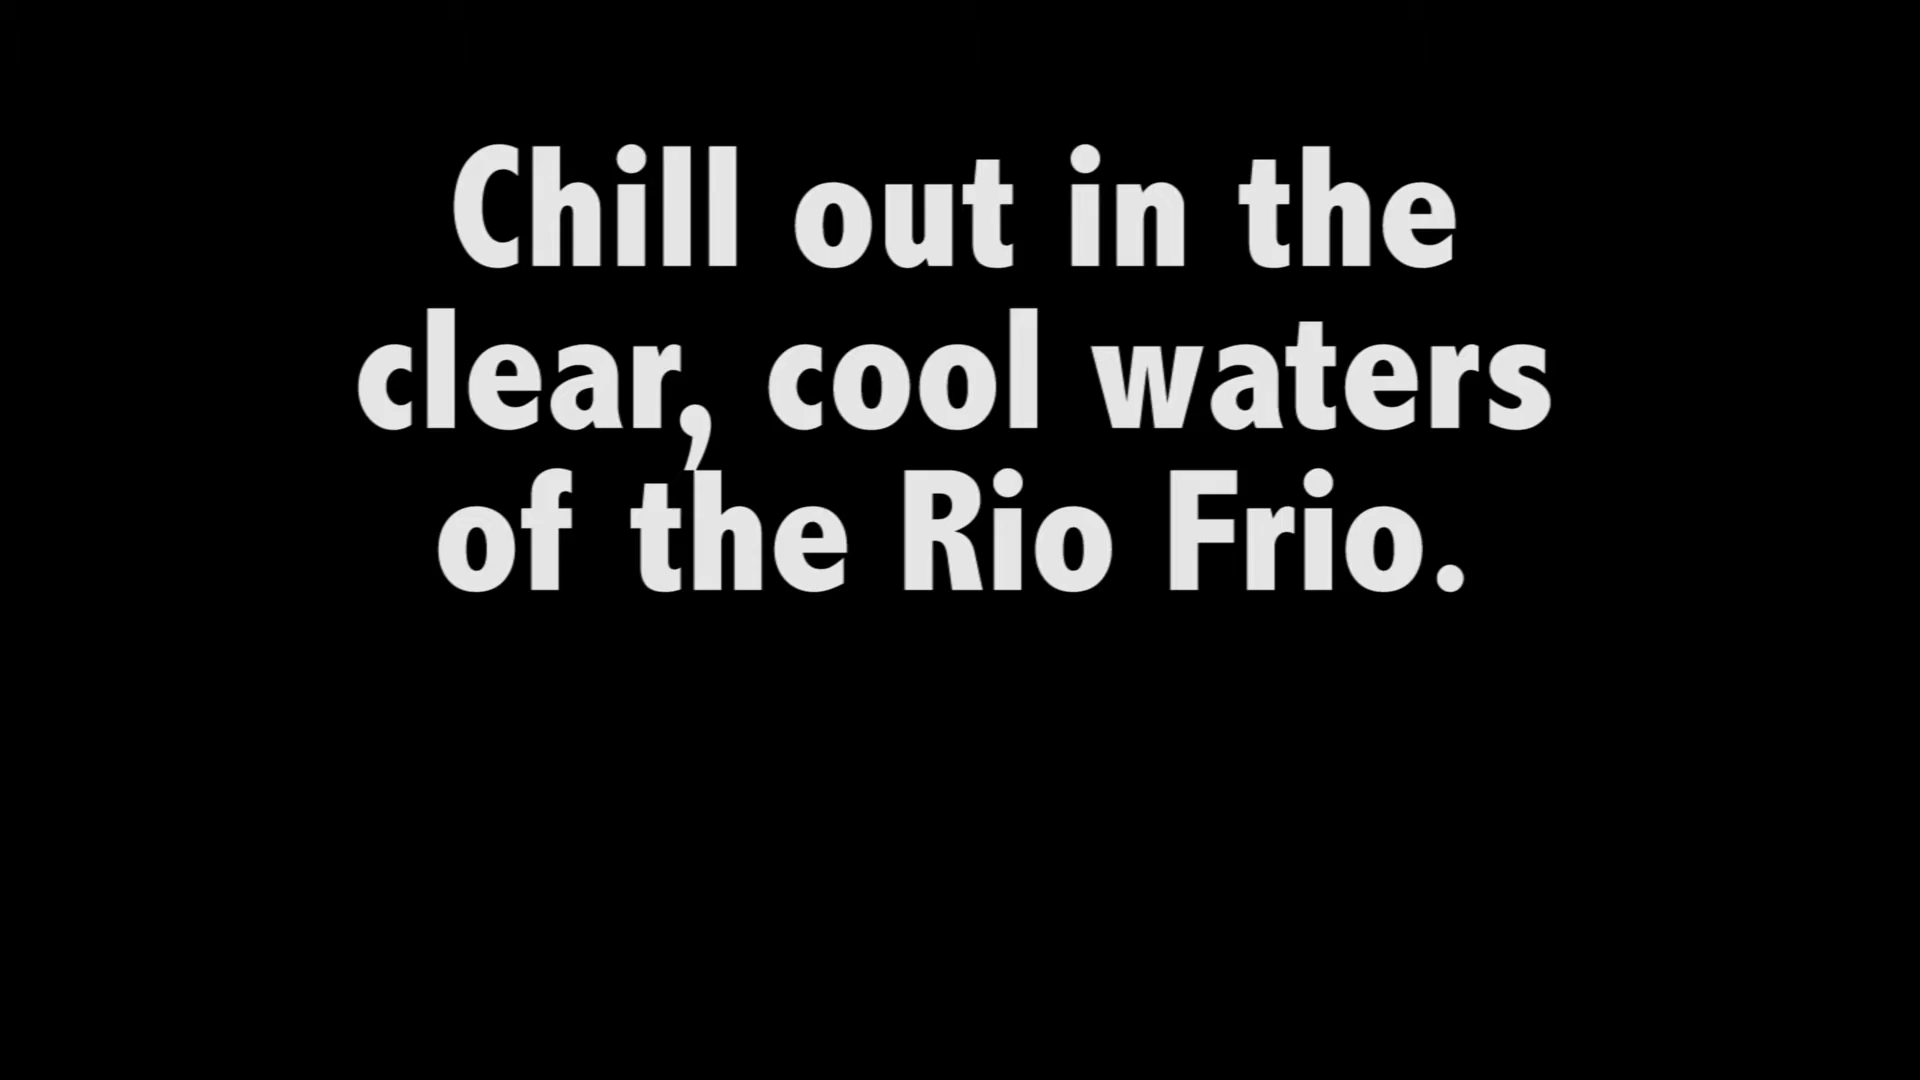 Chill out in the
clear, cool waters
of the Rio Frio.